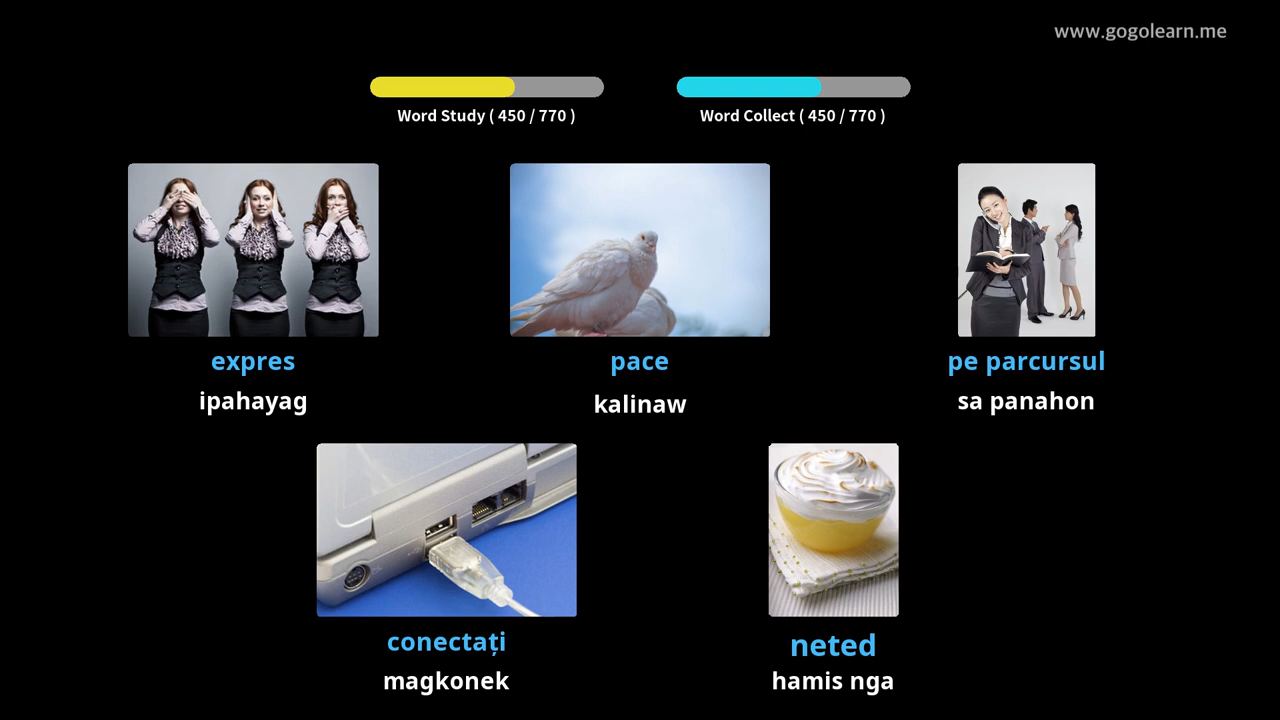 www.gogolearn.me
Word Study ( 450 / 770 )
Word Collect ( 450 / 770 )
expres
ipahayag
pace
kalinaw
pe parcursul
sa panahon
conectați
magkonek
neted
hamis nga